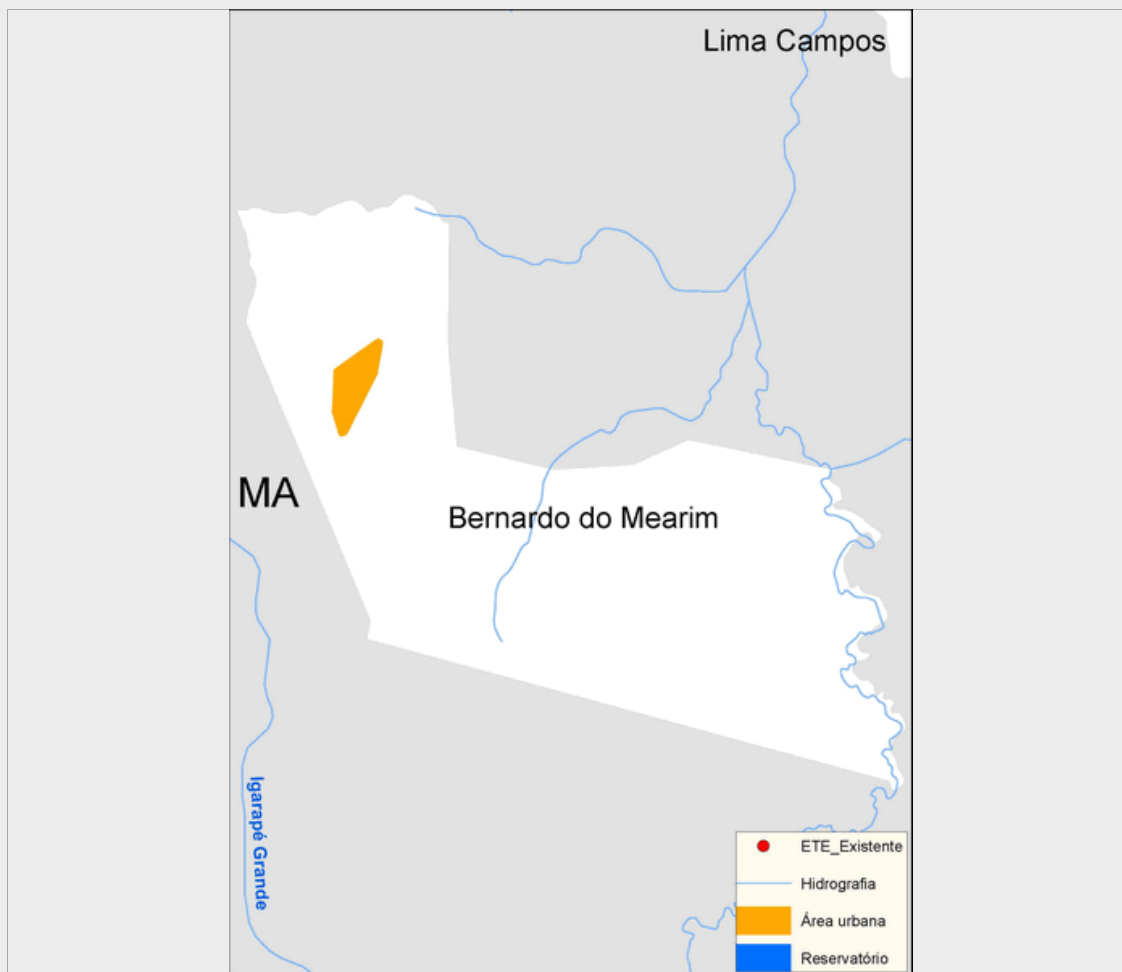 Lima Campos
MA
Bernardo do Mearim
Igarapé Grande
ETE_Existente
Hidrografia
Área urbana
Reservatório